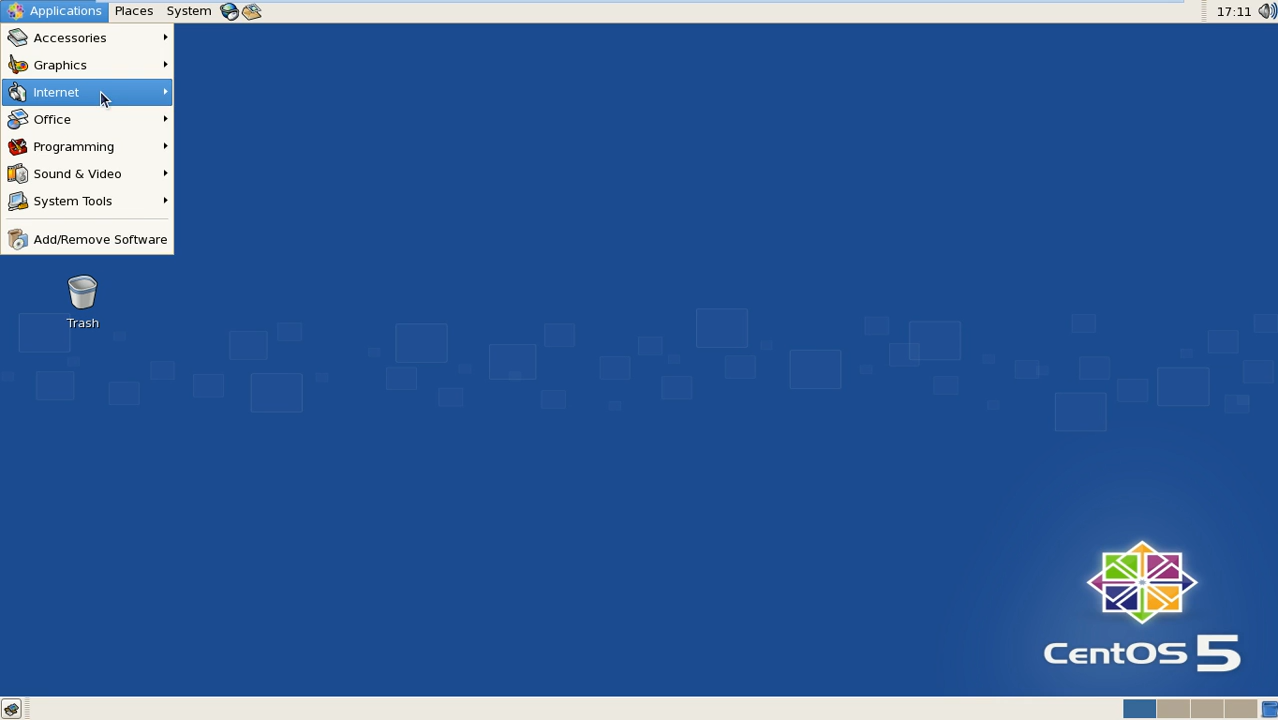 Applications Places System 17:11
Accessories
Graphics
Internet
Office
Programming
Sound & Video
System Tools
Add/Remove Software
Trash
CentOS 5